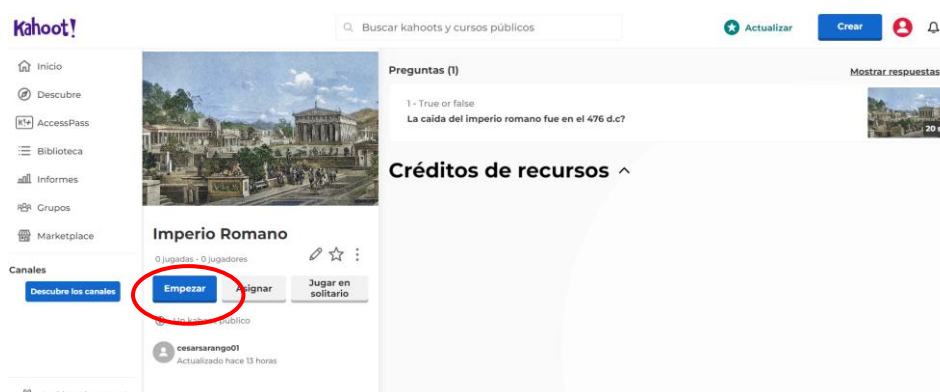 Kahoot!
Buscar kahoots y cursos públicos
Actualizar
Crear
Inicio
Descubre
K!+ AccessPass
Biblioteca
Informes
Grupos
Marketplace
Canales
Descubre los canales
Preguntas (1)
Mostrar respuestas
1 - True or false
La caida del imperio romano fue en el 476 d.c?
20 s
Créditos de recursos
Imperio Romano
0 jugadas - 0 jugadores
Empezar
Asignar
Jugar en
solitario
Un kahoot público
cesarsarango01
Actualizado hace 13 horas